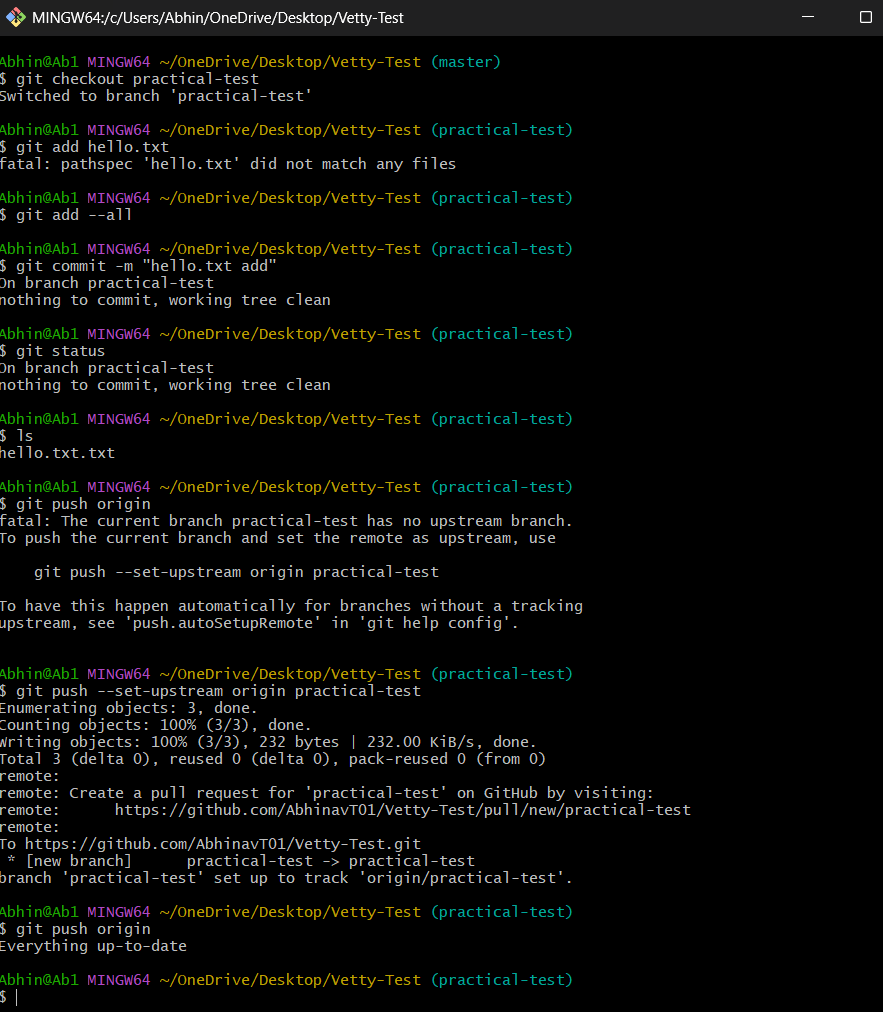 MINGW64:/c/Users/Abhin/OneDrive/Desktop/Vetty-Test
Abhin@Ab1 MINGW64 ~/OneDrive/Desktop/Vetty-Test (master)
$ git checkout practical-test
Switched to branch 'practical-test'
Abhin@Ab1 MINGW64 ~/OneDrive/Desktop/Vetty-Test (practical-test)
$ git add hello.txt
fatal: pathspec 'hello.txt' did not match any files
Abhin@Ab1 MINGW64 ~/OneDrive/Desktop/Vetty-Test (practical-test)
$ git add --all
Abhin@Ab1 MINGW64 ~/OneDrive/Desktop/Vetty-Test (practical-test)
$ git commit -m "hello.txt add"
On branch practical-test
nothing to commit, working tree clean
Abhin@Ab1 MINGW64 ~/OneDrive/Desktop/Vetty-Test (practical-test)
$ git status
On branch practical-test
nothing to commit, working tree clean
Abhin@Ab1 MINGW64 ~/OneDrive/Desktop/Vetty-Test (practical-test)
$ ls
hello.txt.txt
Abhin@Ab1 MINGW64 ~/OneDrive/Desktop/Vetty-Test (practical-test)
$ git push origin
fatal: The current branch practical-test has no upstream branch.
To push the current branch and set the remote as upstream, use
    git push --set-upstream origin practical-test
To have this happen automatically for branches without a tracking
upstream, see 'push.autoSetupRemote' in 'git help config'.
Abhin@Ab1 MINGW64 ~/OneDrive/Desktop/Vetty-Test (practical-test)
$ git push --set-upstream origin practical-test
Enumerating objects: 3, done.
Counting objects: 100% (3/3), done.
Writing objects: 100% (3/3), 232 bytes | 232.00 KiB/s, done.
Total 3 (delta 0), reused 0 (delta 0), pack-reused 0 (from 0)
remote:
remote: Create a pull request for 'practical-test' on GitHub by visiting:
remote:      https://github.com/AbhinavT01/Vetty-Test/pull/new/practical-test
remote:
To https://github.com/AbhinavT01/Vetty-Test.git
 * [new branch]      practical-test -> practical-test
branch 'practical-test' set up to track 'origin/practical-test'.
Abhin@Ab1 MINGW64 ~/OneDrive/Desktop/Vetty-Test (practical-test)
$ git push origin
Everything up-to-date
Abhin@Ab1 MINGW64 ~/OneDrive/Desktop/Vetty-Test (practical-test)
$